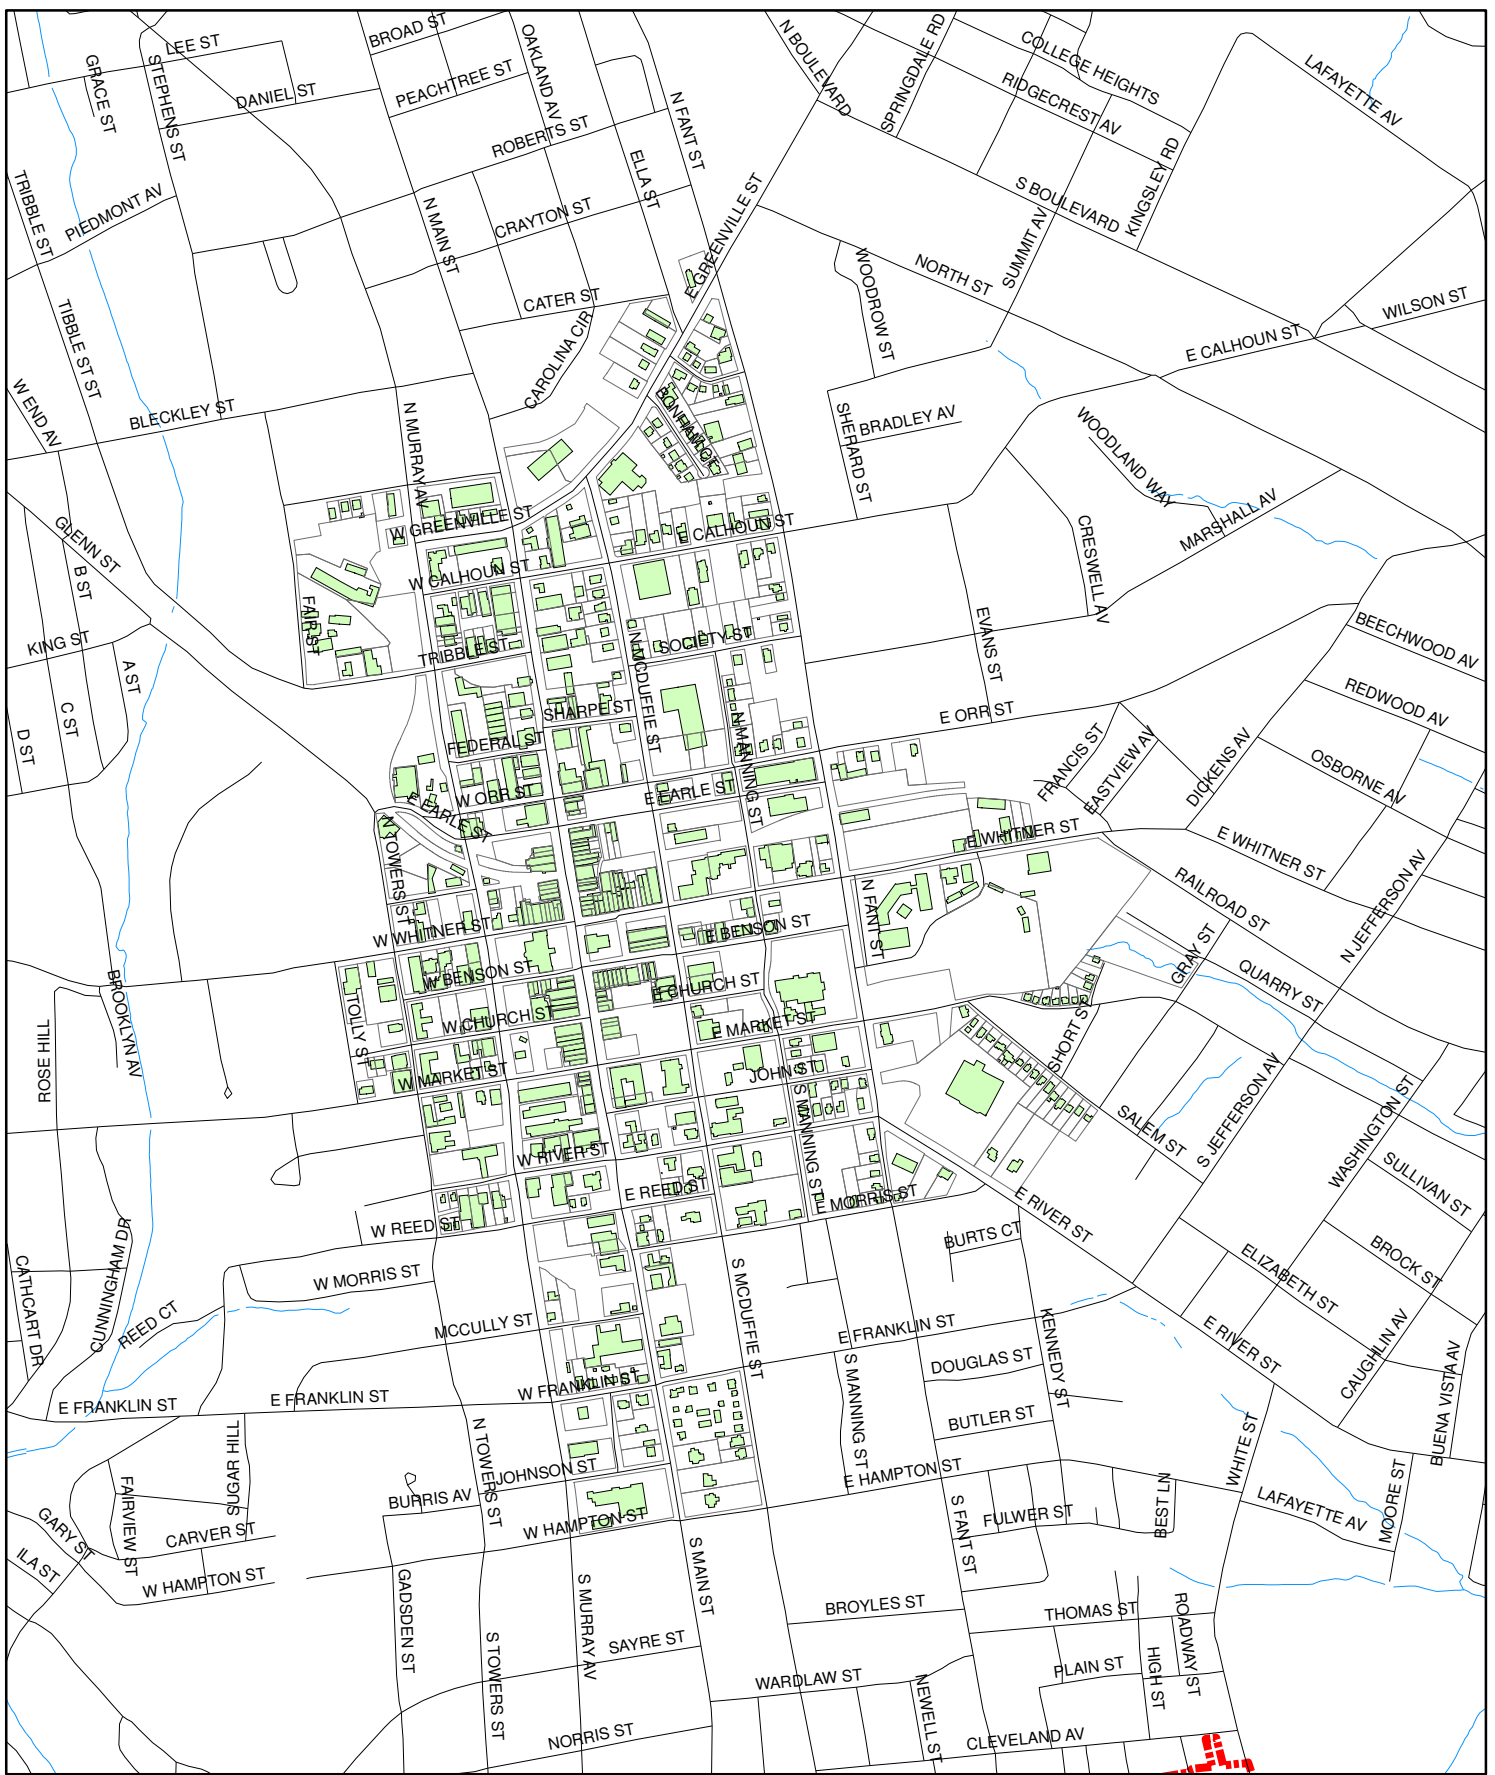 BROAD ST
LEE ST
OAKLAND AV
N BOULEVARD
SPRINGDALE RD
COLLEGE HEIGHTS
LAFAYETTE AV
GRACE ST
STEPHENS ST
DANIEL ST
PEACHTREE ST
RIDGECREST AV
N FANT ST
ROBERTS ST
ELLA ST
KINGSLEY RD
TRIBBLE ST
PIEDMONT AV
N MAIN ST
CRAYTON ST
S BOULEVARD
SUMMIT AV
E GREENVILLE ST
WOODROW ST
NORTH ST
CATER ST
CAROLINA CIR
WILSON ST
E CALHOUN ST
TIBBLE ST ST
W END AV
BLECKLEY ST
N MURRAY AV
BONHAM CT
SHERARD ST
BRADLEY AV
WOODLAND WAY
MARSHALL AV
CRESWELL AV
GLENN ST
B ST
W GREENVILLE ST
E CALHOUN ST
W CALHOUN ST
FAIR ST
KING ST
A ST
C ST
D ST
TRIBBLE ST
SOCIETY ST
N MCDUFFIE ST
EVANS ST
BEECHWOOD AV
REDWOOD AV
SHARPE ST
FEDERAL ST
N MANNING ST
E ORR ST
FRANCIS ST
EASTVIEW AV
DICKENS AV
OSBORNE AV
W ORR ST
E EARLE ST
E EARLE ST
N TOWERS ST
E WHITNER ST
E WHITNER ST
RAILROAD ST
N JEFFERSON AV
N FANT ST
W WHITNER ST
E BENSON ST
W BENSON ST
GRAY ST
QUARRY ST
BROOKLYN AV
TOLLY ST
E CHURCH ST
W CHURCH ST
E MARKET ST
ROSE HILL
W MARKET ST
JOHN ST
SHORT ST
S MANNING ST
SALEM ST
S JEFFERSON AV
WASHINGTON ST
SULLIVAN ST
W RIVER ST
E REED ST
E MORRIS ST
E RIVER ST
W REED ST
BURTS CT
CUNNINGHAM DR
CATHCART DR
W MORRIS ST
S MCDUFFIE ST
ELIZABETH ST
BROCK ST
REED CT
MCCULLY ST
E FRANKLIN ST
KENNEDY ST
E RIVER ST
CAUGHLIN AV
BUENA VISTA AV
DOUGLAS ST
S MANNING ST
W FRANKLIN ST
E FRANKLIN ST
E FRANKLIN ST
BUTLER ST
SUGAR HILL
N TOWERS ST
JOHNSON ST
E HAMPTON ST
WHITE ST
BURRIS AV
FAIRVIEW ST
GARY ST
CARVER ST
W HAMPTON ST
S FANT ST
FULWER ST
BEST LN
LAFAYETTE AV
MOORE ST
ILA ST
W HAMPTON ST
GADSDEN ST
S MURRAY AV
S MAIN ST
BROYLES ST
THOMAS ST
ROADWAY ST
S TOWERS ST
SAYRE ST
WARDLAW ST
PLAIN ST
HIGH ST
NEWELL ST
NORRIS ST
CLEVELAND AV